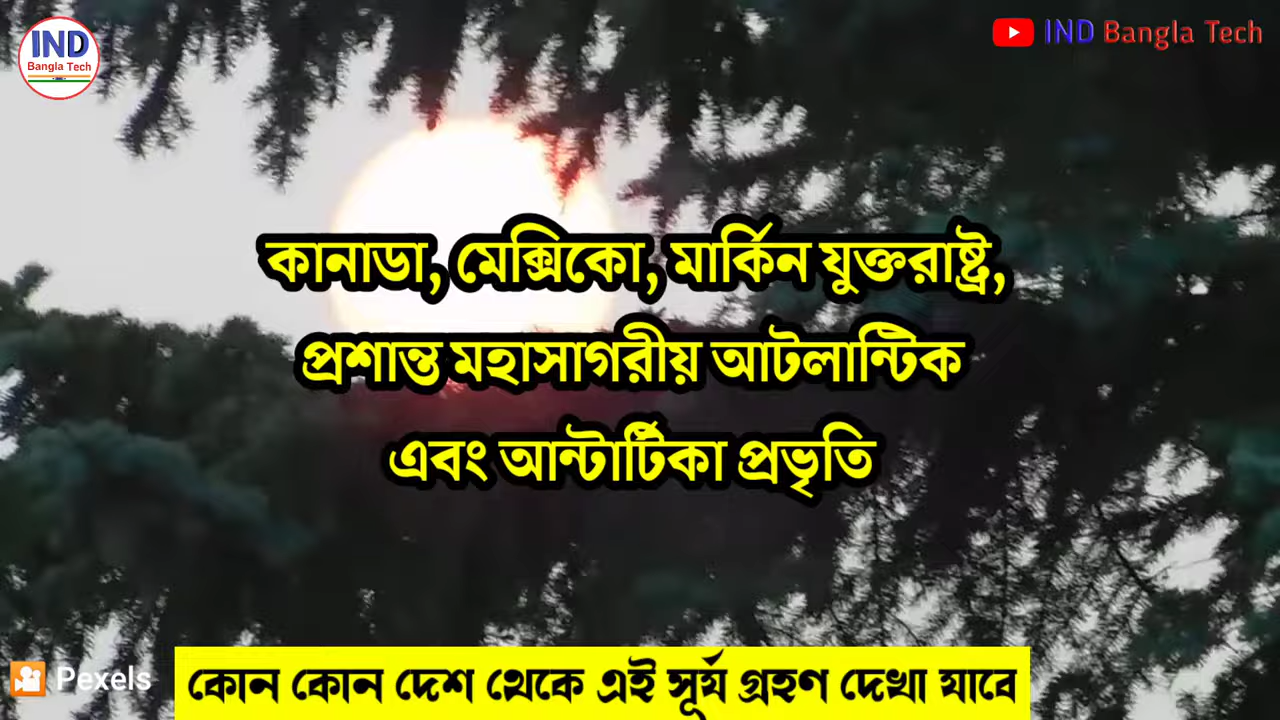 IND
Bangla Tech
IND Bangla Tech
কানাডা, মেক্সিকো, মার্কিন যুক্তরাষ্ট্র,
প্রশান্ত মহাসাগরীয় আটলান্টিক
এবং আন্টার্টিকা প্রভৃতি
Pexels
কোন কোন দেশ থেকে এই সূর্য গ্রহণ দেখা যাবে